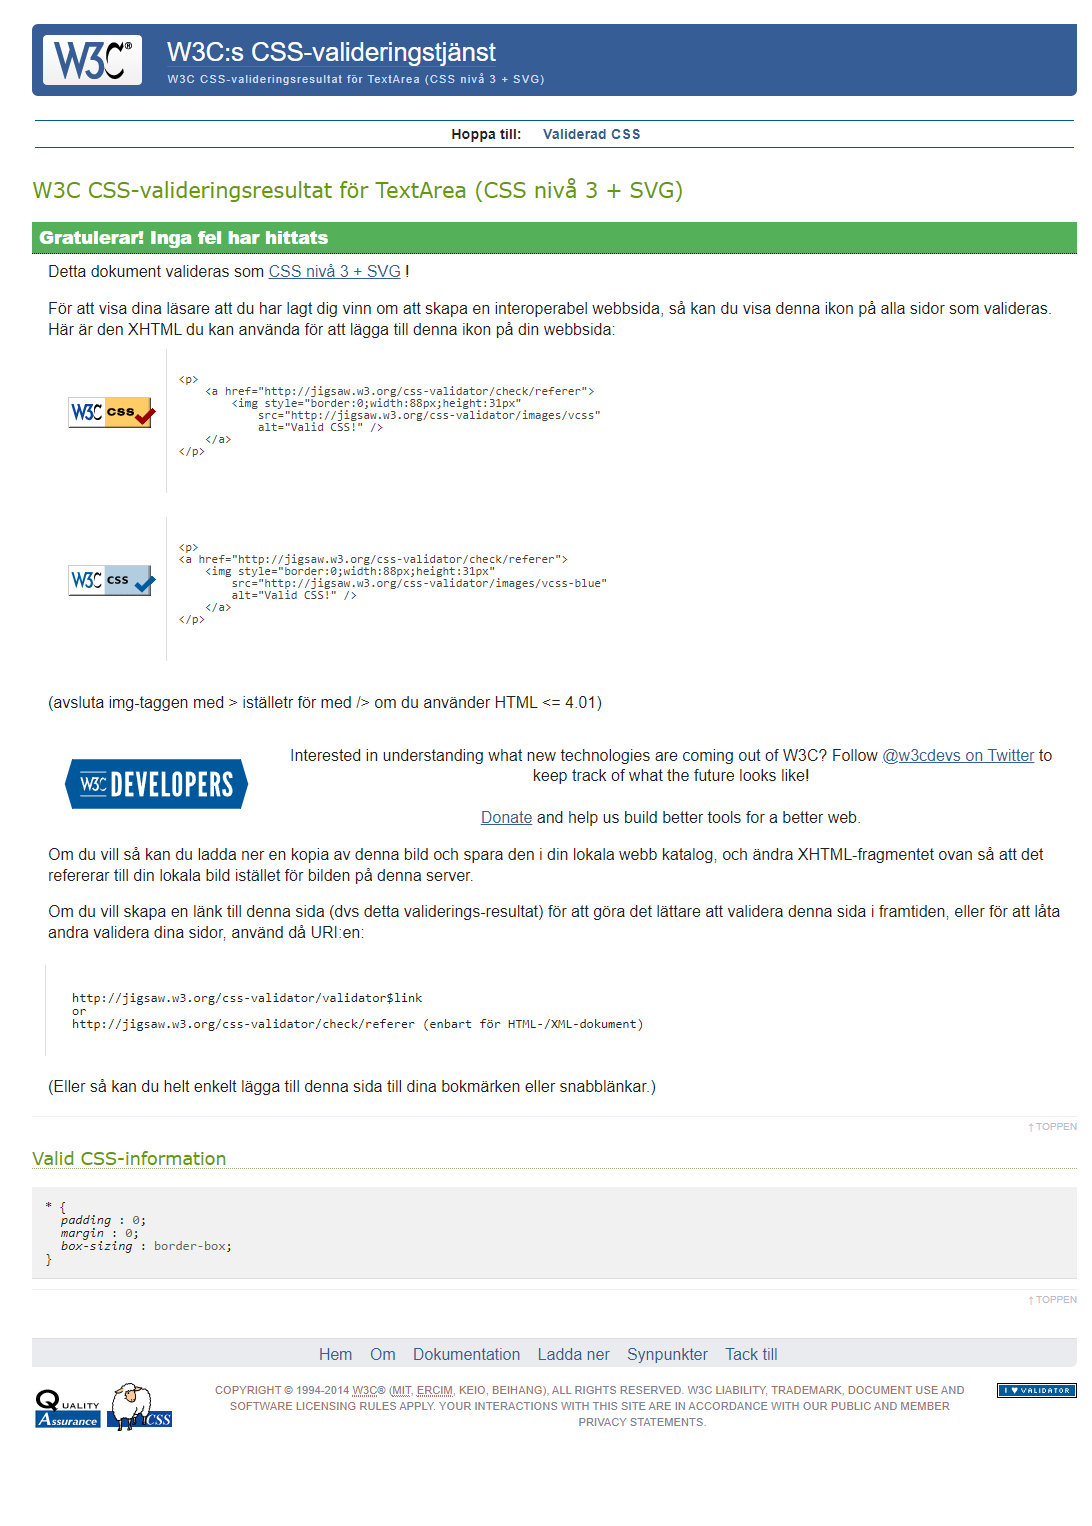 W3C®
W3C:s CSS-valideringstjänst
W3C CSS-valideringsresultat för TextArea (CSS nivå 3 + SVG)
Hoppa till: Validerad CSS
W3C CSS-valideringsresultat för TextArea (CSS nivå 3 + SVG)
Gratulerar! Inga fel har hittats
Detta dokument valideras som CSS nivå 3 + SVG !
För att visa dina läsare att du har lagt dig vinn om att skapa en interoperabel webbsida, så kan du visa denna ikon på alla sidor som valideras.
Här är den XHTML du kan använda för att lägga till denna ikon på din webbsida:
W3C CSS
<p>
    <a href="http://jigsaw.w3.org/css-validator/check/referer">
        <img style="border:0;width:88px;height:31px"
            src="http://jigsaw.w3.org/css-validator/images/vcss"
            alt="Valid CSS!" />
    </a>
</p>
W3C CSS
<p>
<a href="http://jigsaw.w3.org/css-validator/check/referer">
    <img style="border:0;width:88px;height:31px"
        src="http://jigsaw.w3.org/css-validator/images/vcss-blue"
        alt="Valid CSS!" />
    </a>
</p>
(avsluta img-taggen med > iställetr för med /> om du använder HTML <= 4.01)
W3C DEVELOPERS
Interested in understanding what new technologies are coming out of W3C? Follow @w3cdevs on Twitter to
keep track of what the future looks like!
Donate and help us build better tools for a better web.
Om du vill så kan du ladda ner en kopia av denna bild och spara den i din lokala webb katalog, och ändra XHTML-fragmentet ovan så att det
refererar till din lokala bild istället för bilden på denna server.
Om du vill skapa en länk till denna sida (dvs detta validerings-resultat) för att göra det lättare att validera denna sida i framtiden, eller för att låta
andra validera dina sidor, använd då URI:en:
http://jigsaw.w3.org/css-validator/validator$link
or
http://jigsaw.w3.org/css-validator/check/referer (enbart för HTML-/XML-dokument)
(Eller så kan du helt enkelt lägga till denna sida till dina bokmärken eller snabblänkar.)
↑ TOPPEN
Valid CSS-information
* {
padding : 0;
margin : 0;
box-sizing : border-box;
}
↑ TOPPEN
Hem Om Dokumentation Ladda ner Synpunkter Tack till
QUALITY
Assurance
CSS
COPYRIGHT © 1994-2014 W3C® (MIT, ERCIM, KEIO, BEIHANG), ALL RIGHTS RESERVED. W3C LIABILITY, TRADEMARK, DOCUMENT USE AND
SOFTWARE LICENSING RULES APPLY. YOUR INTERACTIONS WITH THIS SITE ARE IN ACCORDANCE WITH OUR PUBLIC AND MEMBER
PRIVACY STATEMENTS.
I ♥ VALIDATOR